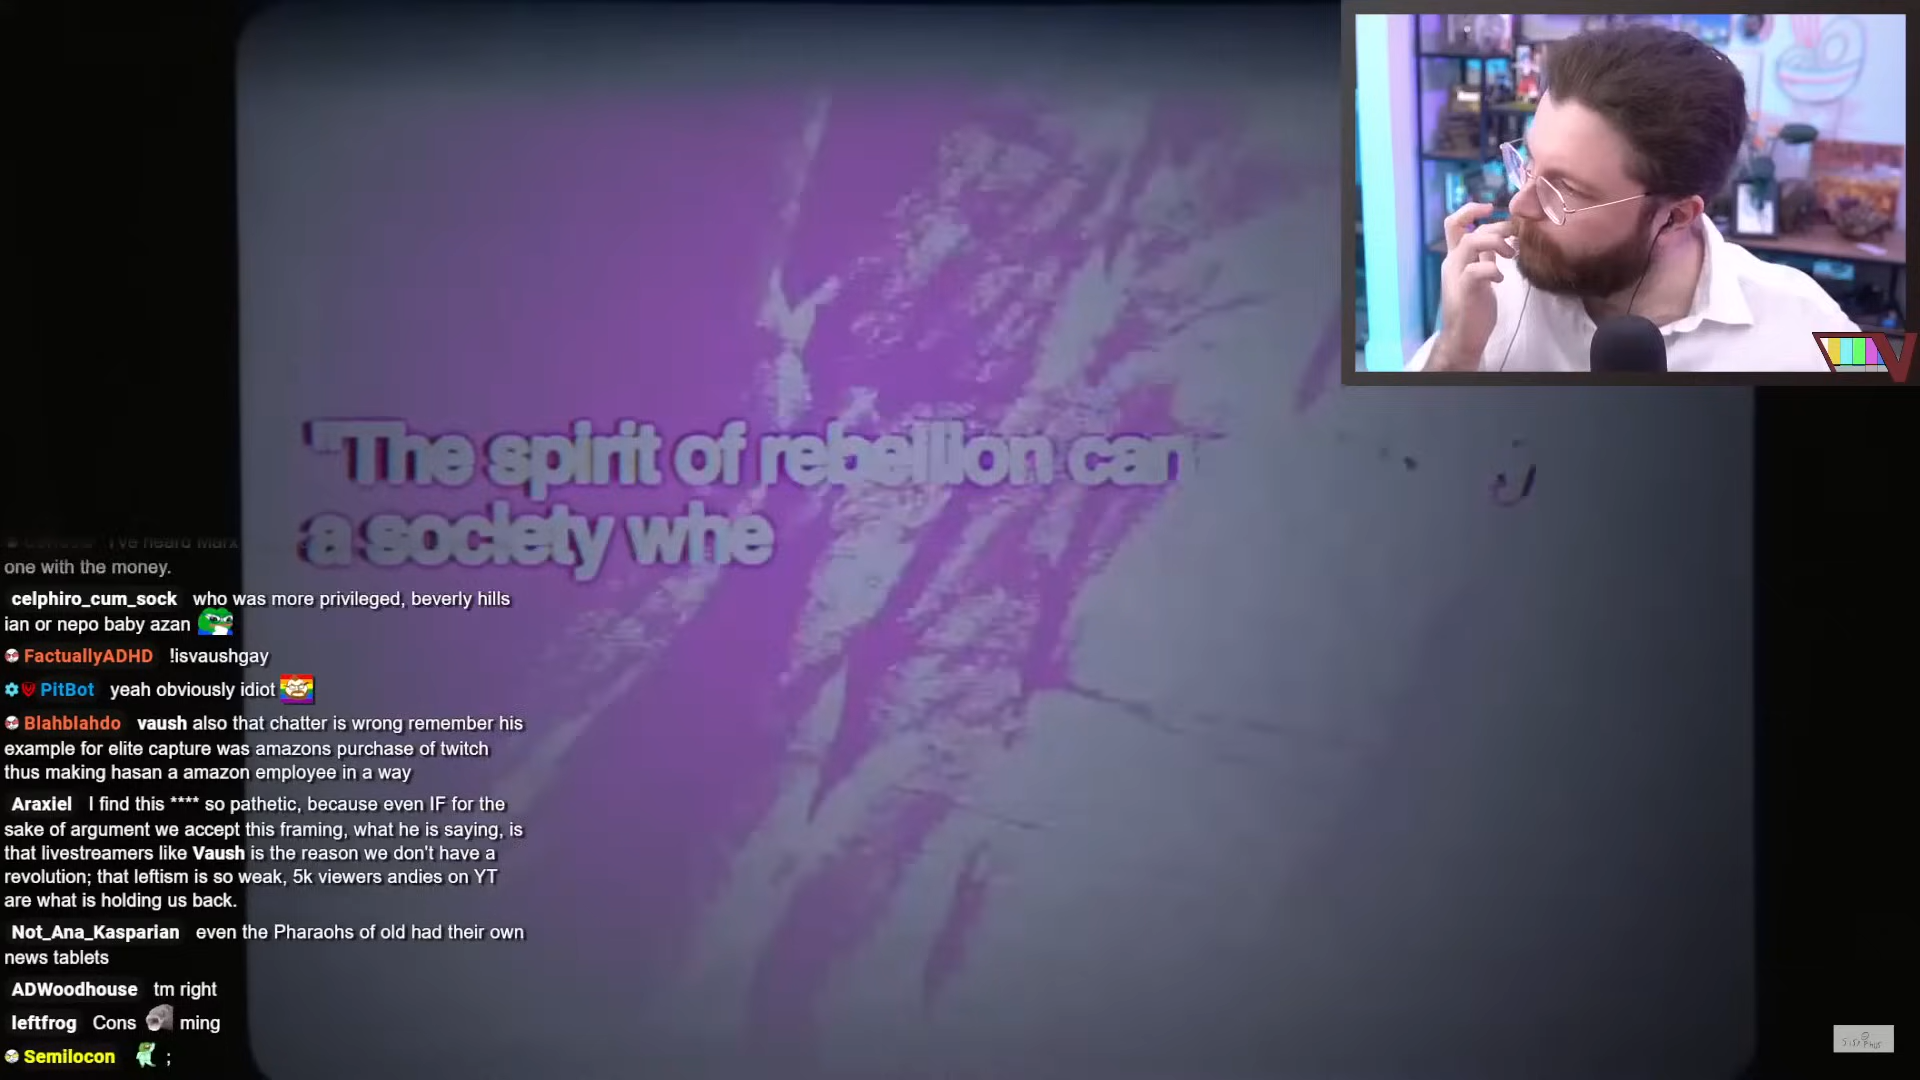 "The spirit of rebellion can
a society whe
I've heard Marx
one with the money.
celphiro_cum_sock who was more privileged, beverly hills
ian or nepo baby azan
FactuallyADHD !isvaushgay
PitBot yeah obviously idiot
Blahblahdo vaush also that chatter is wrong remember his
example for elite capture was amazons purchase of twitch
thus making hasan a amazon employee in a way
Araxiel I find this **** so pathetic, because even IF for the
sake of argument we accept this framing, what he is saying, is
that livestreamers like Vaush is the reason we don't have a
revolution; that leftism is so weak, 5k viewers andies on YT
are what is holding us back.
Not_Ana_Kasparian even the Pharaohs of old had their own
news tablets
ADWoodhouse tm right
leftfrog Cons ming
Semilocon ;